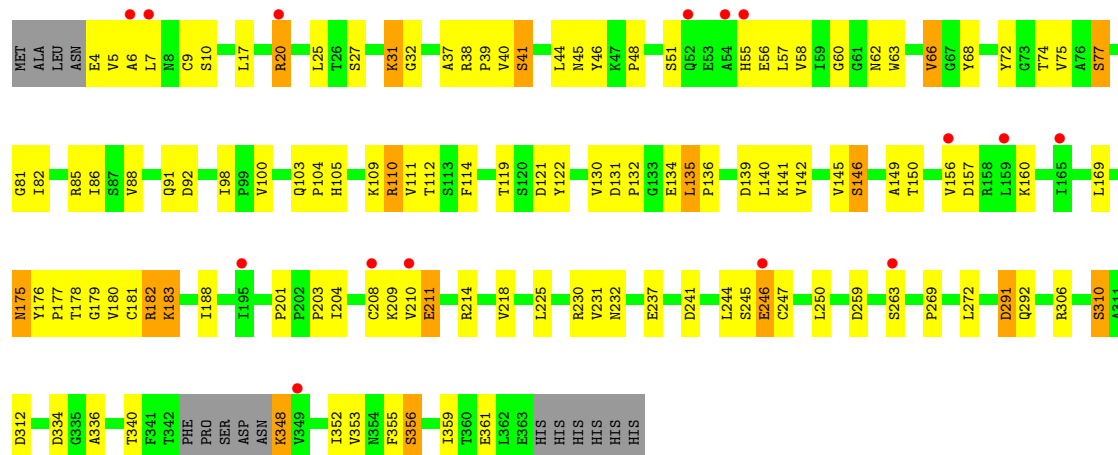 MET ALA LEU ASN E4 V5 A6 L7 N8 C9 S10 L17 R20 L25 T26 S27 K31 G32 A37 R38 P39 V40 S41 L44 N45 Y46 K47 P48 S51 Q52 E53 A54 H55 E56 L57 V58 I59 G60 G61 N62 W63 V66 G67 Y68 Y72 G73 T74 V75 A76 S77
G81 I82 R85 I86 S87 V88 Q91 D92 I98 P99 V100 Q103 P104 H105 K109 R110 V111 T112 S113 F114 T119 S120 D121 Y122 V130 D131 P132 G133 E134 L135 P136 D139 L140 K141 V142 V145 S146 A149 T150 V156 D157 R158 L159 K160 I165 L169
N175 Y176 P177 T178 G179 V180 C181 R182 K183 I188 I195 P201 P202 P203 I204 C208 K209 V210 E211 R214 V218 L225 R230 V231 N232 E237 D241 L244 S245 E246 C247 L250 D259 S263 P269 L272 D291 Q292 R306 S310 A311
D312 D334 G335 A336 T340 F341 T342 PHE PRO SER ASP ASN K348 V349 I352 V353 N354 F355 S356 I359 T360 E361 L362 E363 HIS HIS HIS HIS HIS HIS